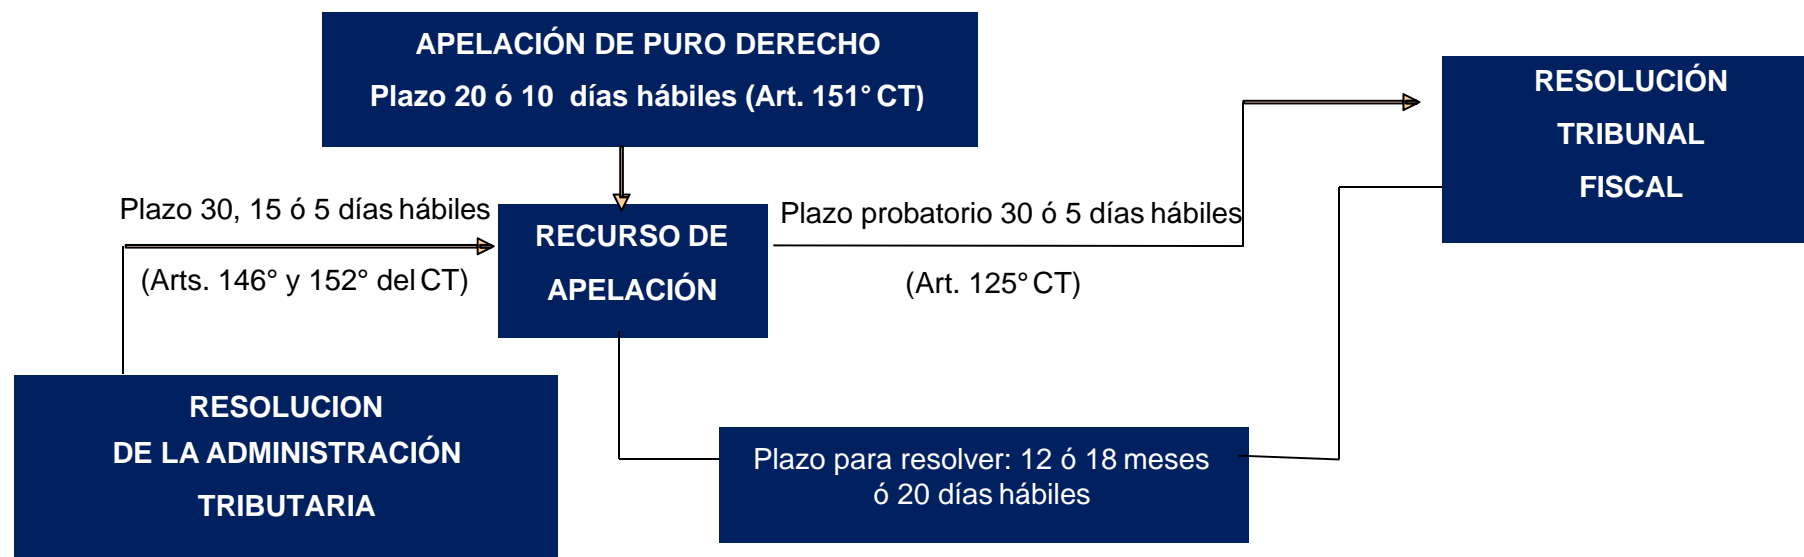 APELACIÓN DE PURO DERECHO
Plazo 20 ó 10 días hábiles (Art. 151° CT)
RESOLUCIÓN
TRIBUNAL
FISCAL
Plazo 30, 15 ó 5 días hábiles
(Arts. 146° y 152° del CT)
RECURSO DE
APELACIÓN
Plazo probatorio 30 ó 5 días hábiles
(Art. 125° CT)
RESOLUCION
DE LA ADMINISTRACIÓN
TRIBUTARIA
Plazo para resolver: 12 ó 18 meses
ó 20 días hábiles